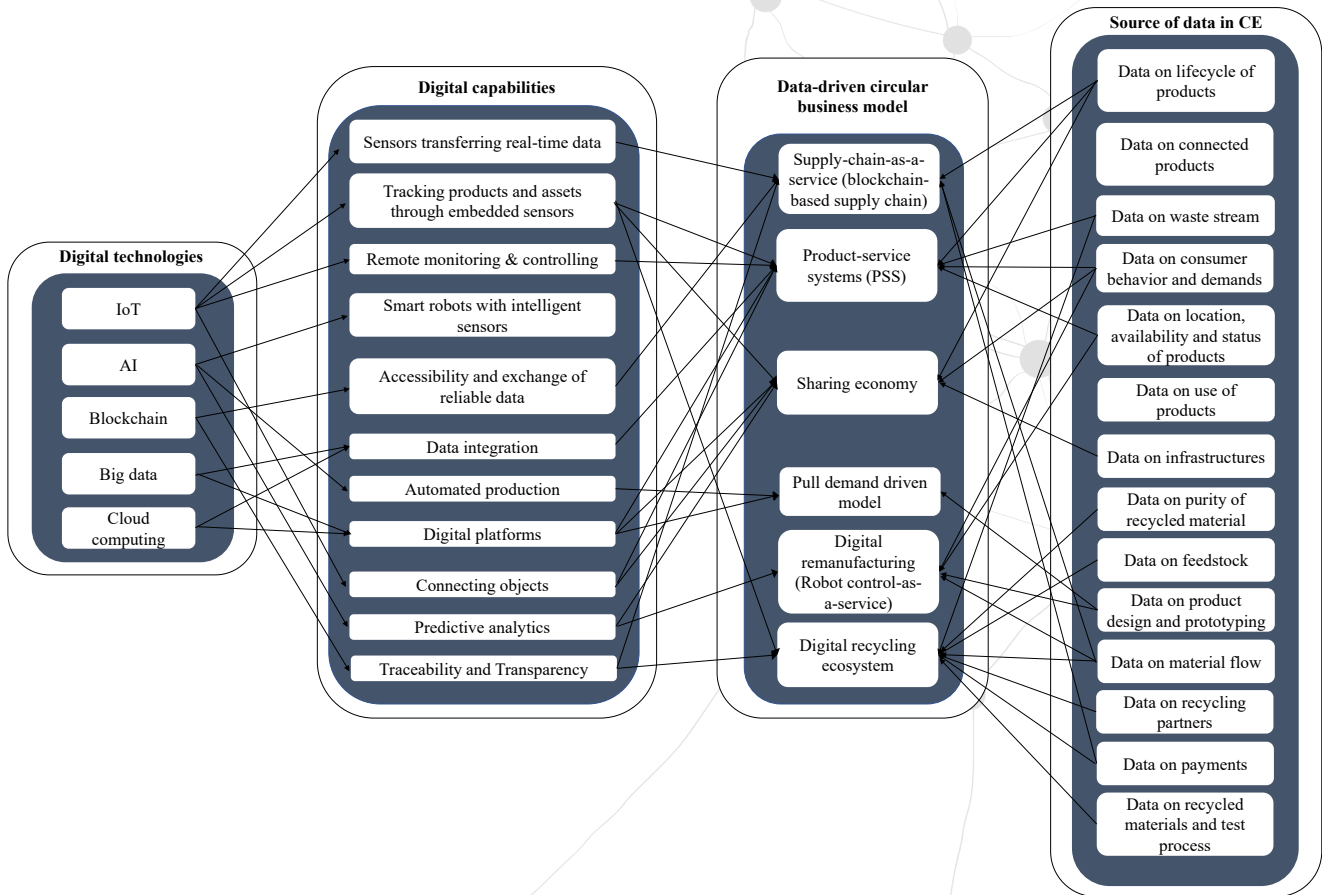 Digital technologies
IoT
AI
Blockchain
Big data
Cloud
computing
Digital capabilities
Sensors transferring real-time data
Tracking products and assets
through embedded sensors
Remote monitoring & controlling
Smart robots with intelligent
sensors
Accessibility and exchange of
reliable data
Data integration
Automated production
Digital platforms
Connecting objects
Predictive analytics
Traceability and Transparency
Data-driven circular
business model
Supply-chain-as-a-
service (blockchain-
based supply chain)
Product-service
systems (PSS)
Sharing economy
Pull demand driven
model
Digital
remanufacturing
(Robot control-as-
a-service)
Digital recycling
ecosystem
Source of data in CE
Data on lifecycle of
products
Data on connected
products
Data on waste stream
Data on consumer
behavior and demands
Data on location,
availability and status
of products
Data on use of
products
Data on infrastructures
Data on purity of
recycled material
Data on feedstock
Data on product
design and prototyping
Data on material flow
Data on recycling
partners
Data on payments
Data on recycled
materials and test
process